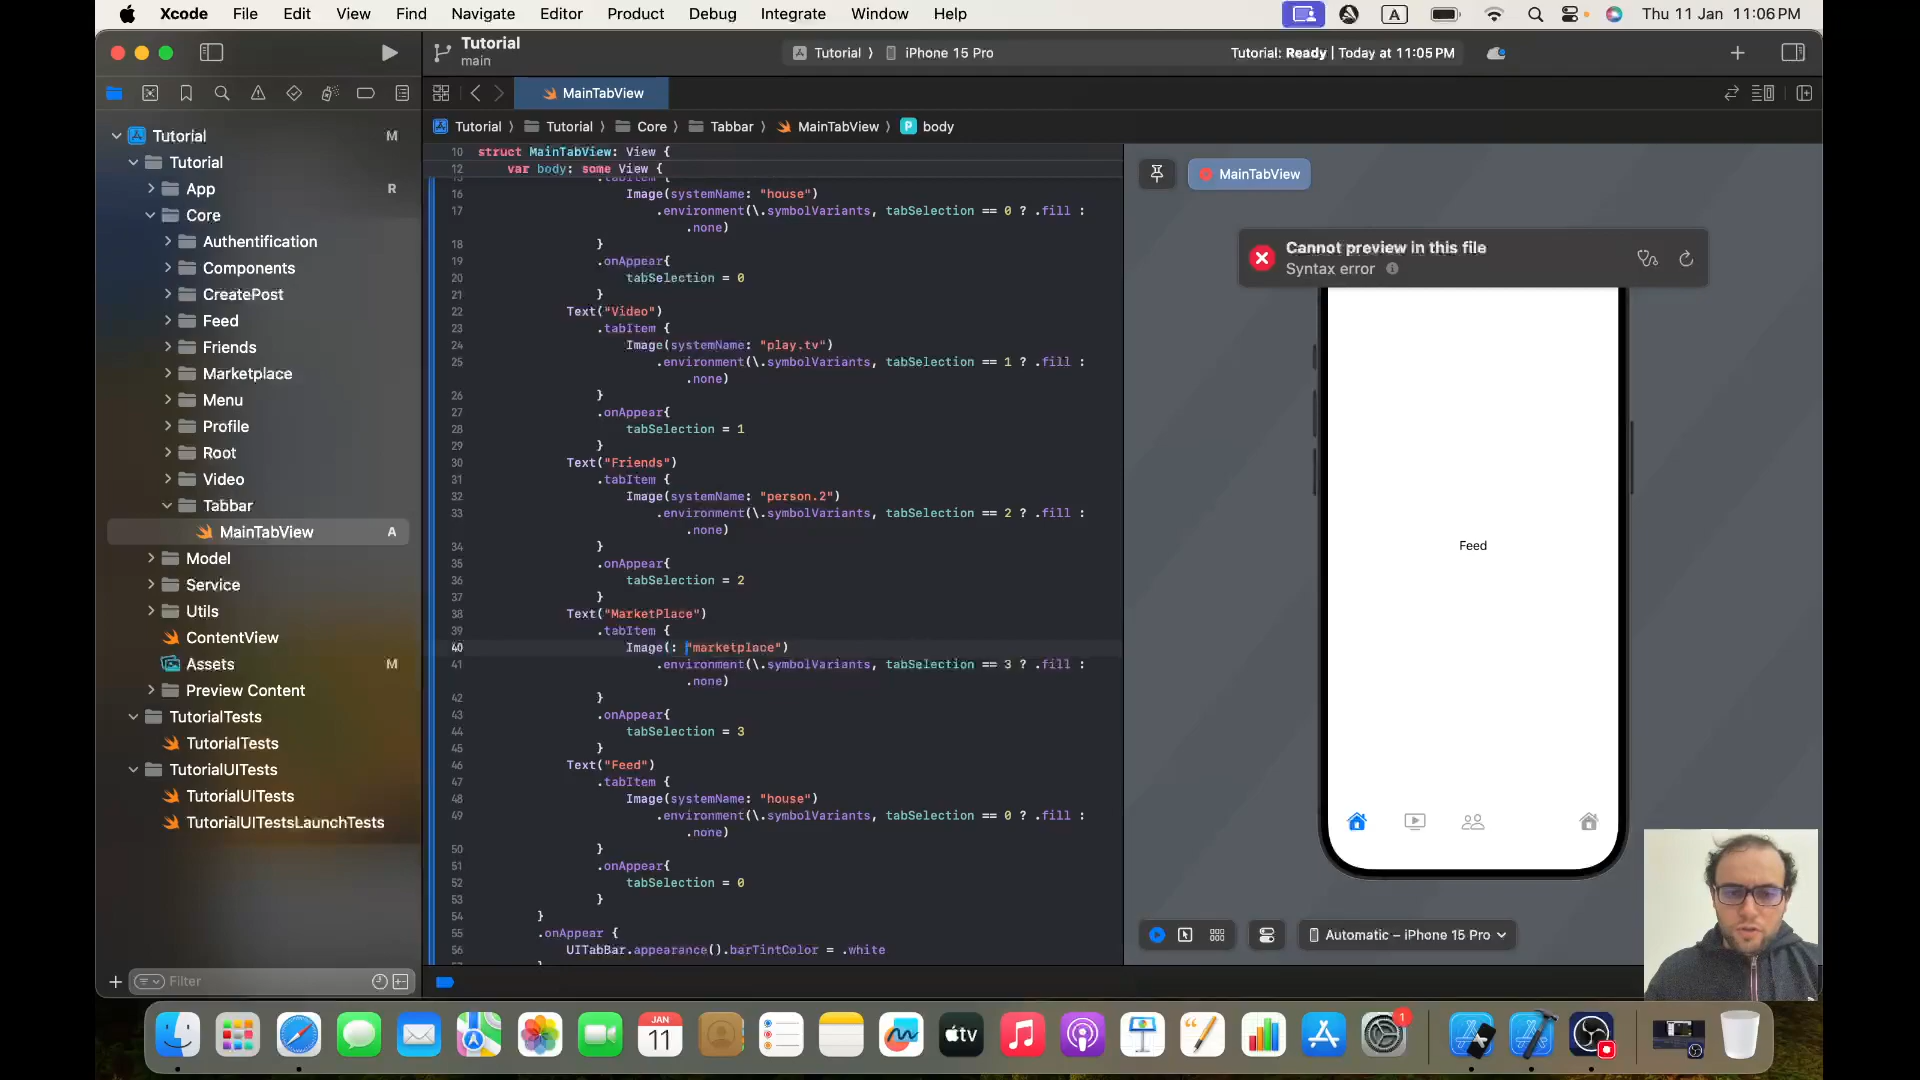 Xcode File Edit View Find Navigate Editor Product Debug Integrate Window Help A Thu 11 Jan 11:06 PM
Tutorial
main
Tutorial 〉 iPhone 15 Pro
Tutorial: Ready | Today at 11:05 PM
MainTabView
Tutorial 〉 Tutorial 〉 Core 〉 Tabbar 〉 MainTabView 〉 P body
Tutorial M
Tutorial
App R
Core
Authentification
Components
CreatePost
Feed
Friends
Marketplace
Menu
Profile
Root
Video
Tabbar
MainTabView A
Model
Service
Utils
ContentView
Assets M
Preview Content
TutorialTests
TutorialTests
TutorialUITests
TutorialUITests
TutorialUITestsLaunchTests
Filter
10 struct MainTabView: View {
12 var body: some View {
15 .tabItem {
16 Image(systemName: "house")
17 .environment(\.symbolVariants, tabSelection == 0 ? .fill :
.none)
18 }
19 .onAppear{
20 tabSelection = 0
21 }
22 Text("Video")
23 .tabItem {
24 Image(systemName: "play.tv")
25 .environment(\.symbolVariants, tabSelection == 1 ? .fill :
.none)
26 }
27 .onAppear{
28 tabSelection = 1
29 }
30 Text("Friends")
31 .tabItem {
32 Image(systemName: "person.2")
33 .environment(\.symbolVariants, tabSelection == 2 ? .fill :
.none)
34 }
35 .onAppear{
36 tabSelection = 2
37 }
38 Text("MarketPlace")
39 .tabItem {
40 Image(: "marketplace")
41 .environment(\.symbolVariants, tabSelection == 3 ? .fill :
.none)
42 }
43 .onAppear{
44 tabSelection = 3
45 }
46 Text("Feed")
47 .tabItem {
48 Image(systemName: "house")
49 .environment(\.symbolVariants, tabSelection == 0 ? .fill :
.none)
50 }
51 .onAppear{
52 tabSelection = 0
53 }
54 }
55 .onAppear {
56 UITabBar.appearance().barTintColor = .white
MainTabView
Cannot preview in this file
Syntax error
Feed
Automatic – iPhone 15 Pro
JAN
11
tv
1